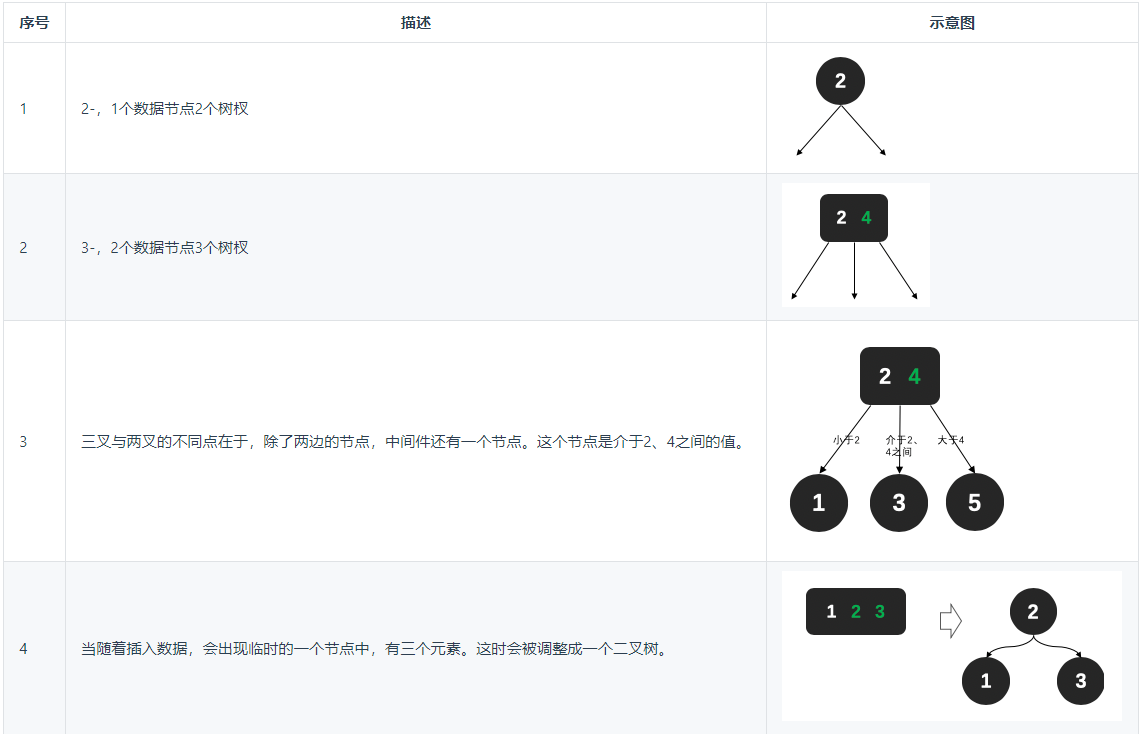 序号 描述 示意图
1 2-，1个数据节点2个树杈
2
2 3-，2个数据节点3个树杈
2 4
3 三叉与两叉的不同点在于，除了两边的节点，中间件还有一个节点。这个节点是介于2、4之间的值。
2 4
小于2 介于2、 大于4
4之间
1 3 5
4 当随着插入数据，会出现临时的一个节点中，有三个元素。这时会被调整成一个二叉树。
1 2 3
2
1 3